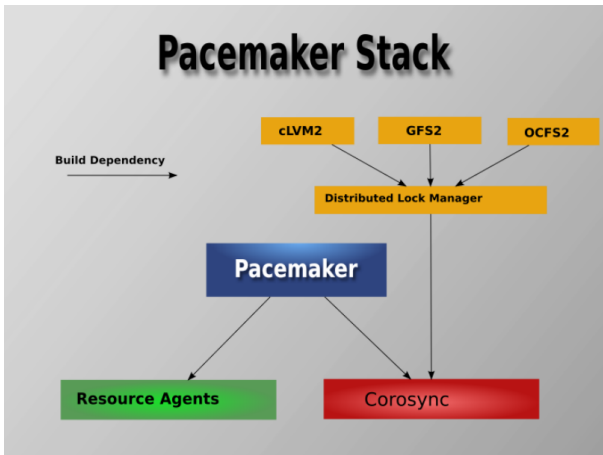 Pacemaker Stack
cLVM2
GFS2
OCFS2
Build Dependency
Distributed Lock Manager
Pacemaker
Resource Agents
Corosync